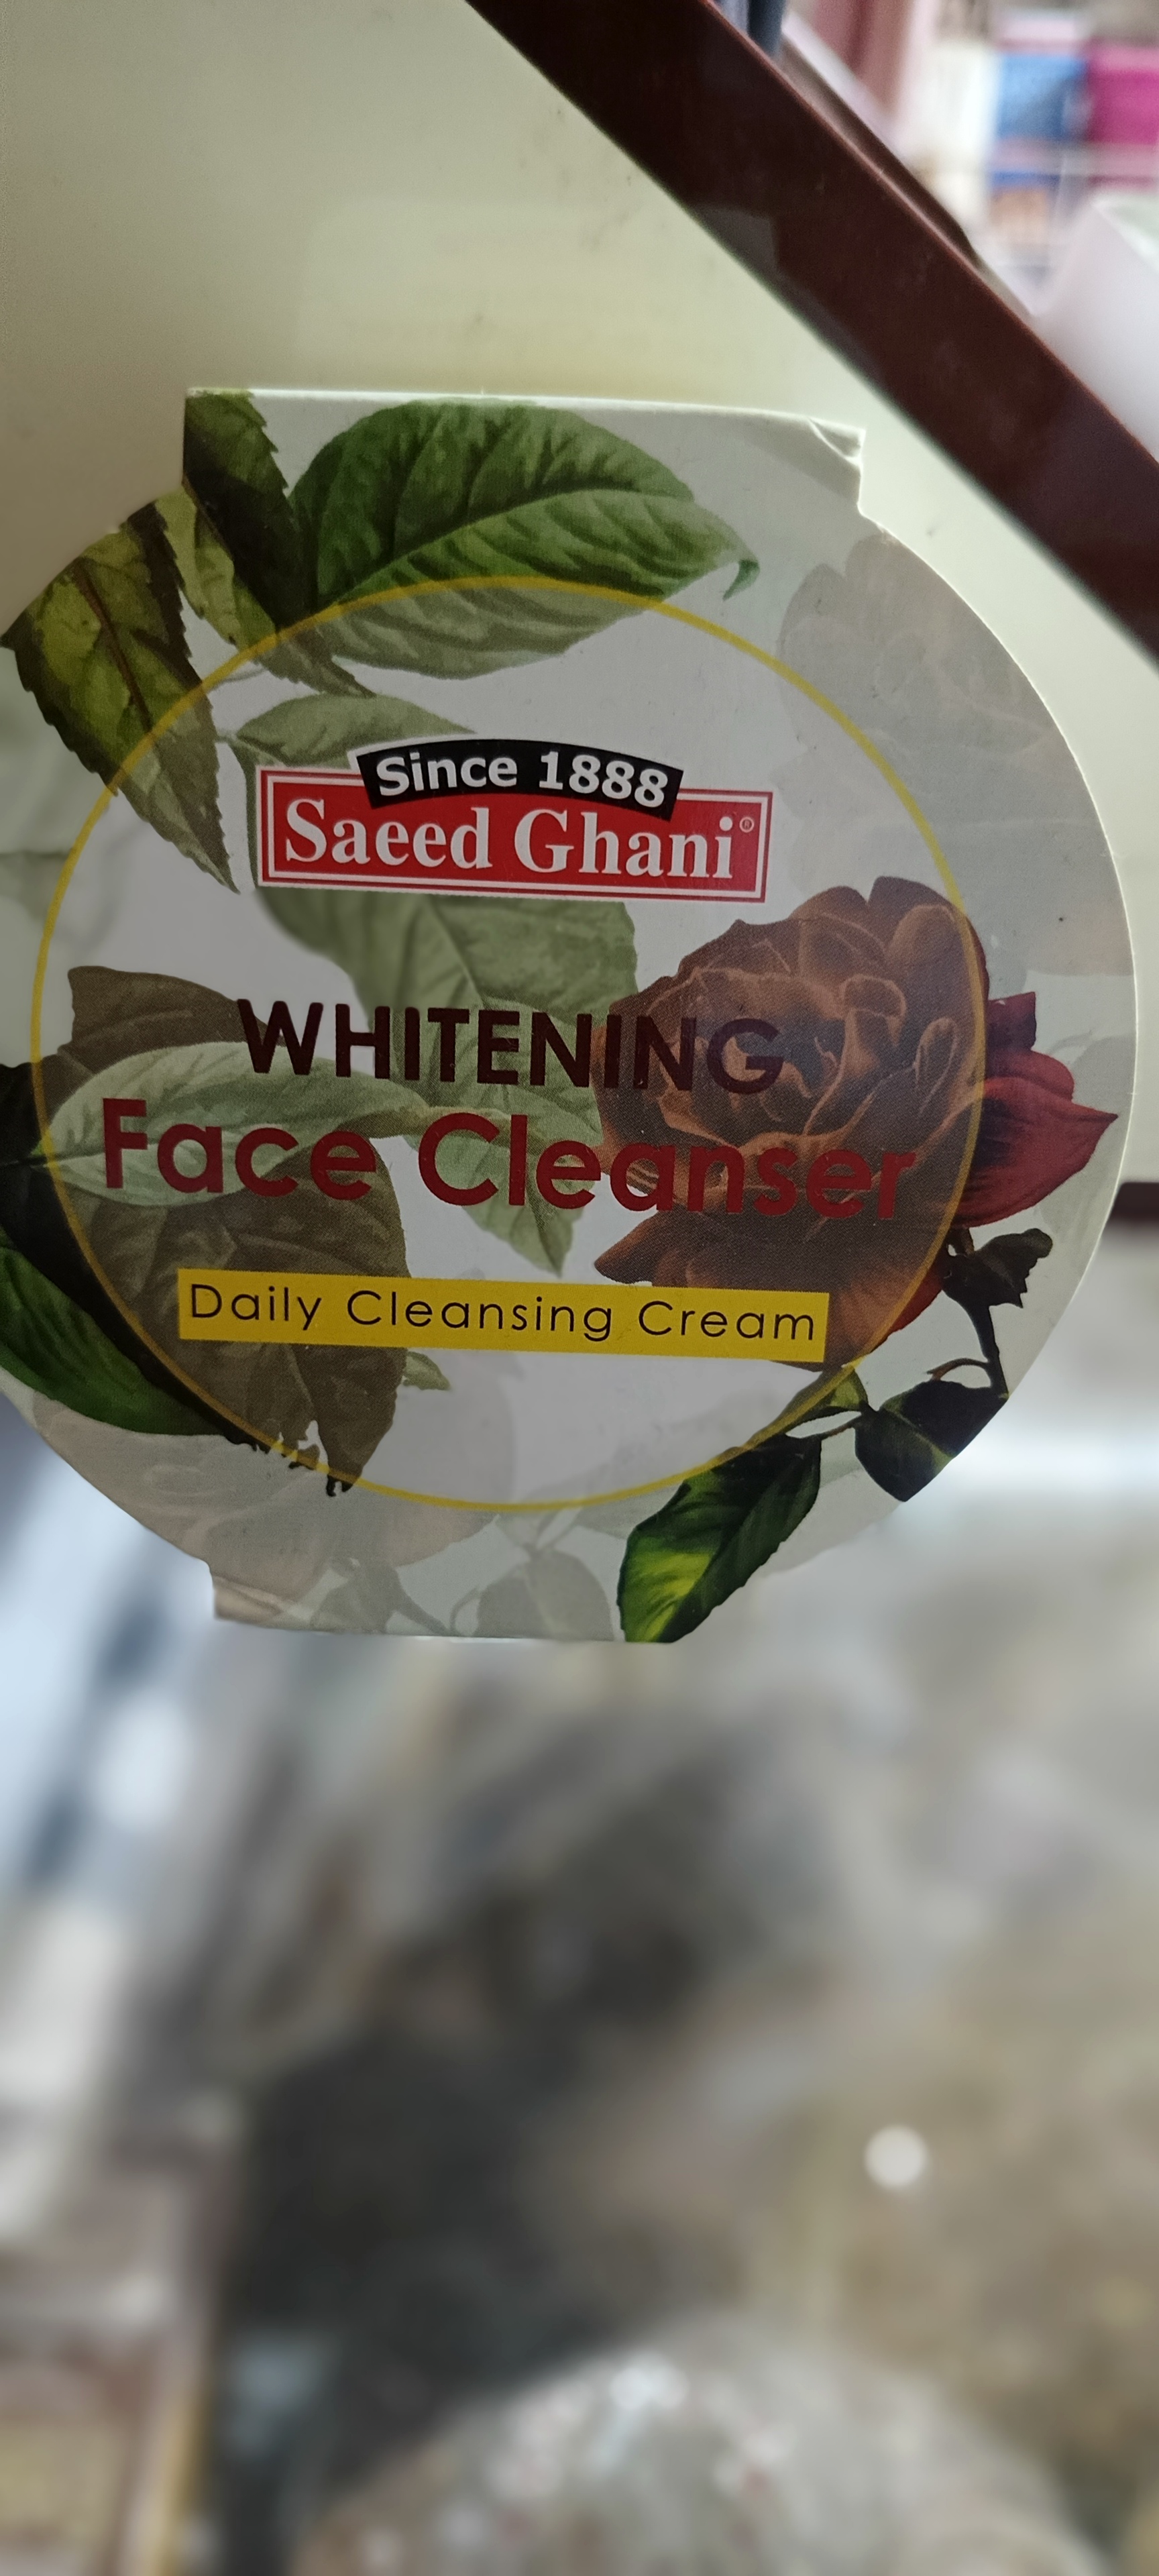 Since 1888
Saeed Ghani®
WHITENING
Face Cleanser
Daily Cleansing Cream